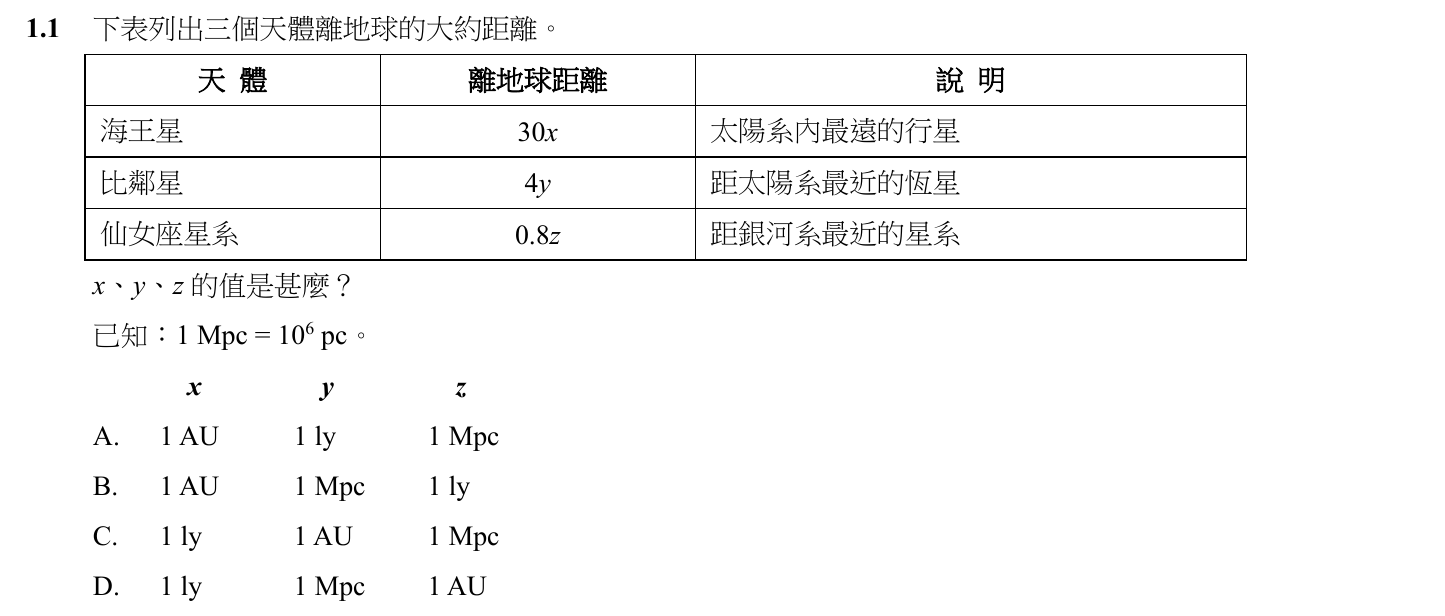 1.1 下表列出三個天體離地球的大約距離。
天 體 離地球距離 說 明
海王星 30x 太陽系內最遠的行星
比鄰星 4y 距太陽系最近的恆星
仙女座星系 0.8z 距銀河系最近的星系
x、y、z 的值是甚麼？
已知：1 Mpc = 10⁶ pc。
x y z
A. 1 AU 1 ly 1 Mpc
B. 1 AU 1 Mpc 1 ly
C. 1 ly 1 AU 1 Mpc
D. 1 ly 1 Mpc 1 AU